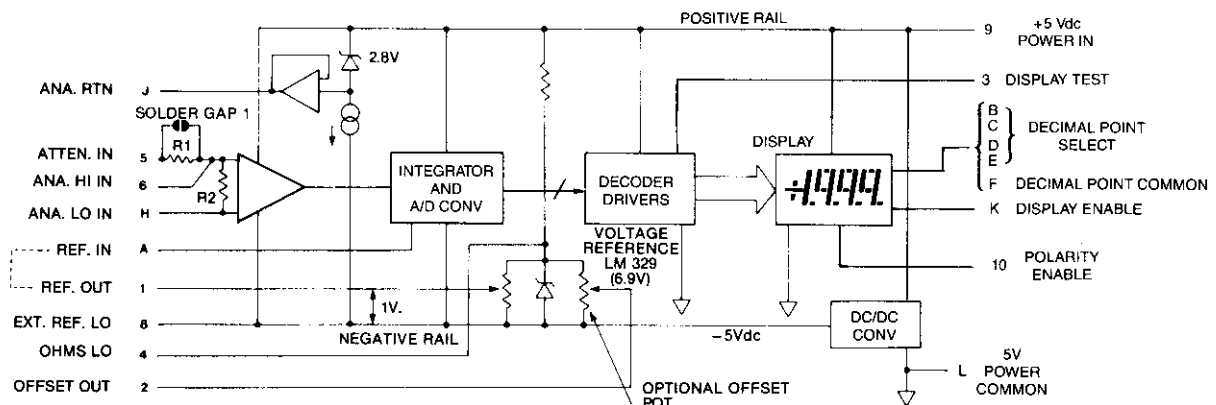 POSITIVE RAIL
9
+5 Vdc
POWER IN
2.8V
ANA. RTN J
3 DISPLAY TEST
SOLDER GAP 1
R1
ATTEN. IN 5
ANA. HI IN 6
R2
ANA. LO IN H
INTEGRATOR
AND
A/D CONV
DECODER
DRIVERS
DISPLAY
+1999
B
C
D
E
DECIMAL POINT
SELECT
F DECIMAL POINT COMMON
K DISPLAY ENABLE
VOLTAGE
REFERENCE
LM 329
(6.9V)
REF. IN A
10 POLARITY
ENABLE
REF. OUT 1
1V.
EXT. REF. LO 8
NEGATIVE RAIL
–5Vdc
DC/DC
CONV
OHMS LO 4
L 5V
POWER
COMMON
OFFSET OUT 2
OPTIONAL OFFSET
POT